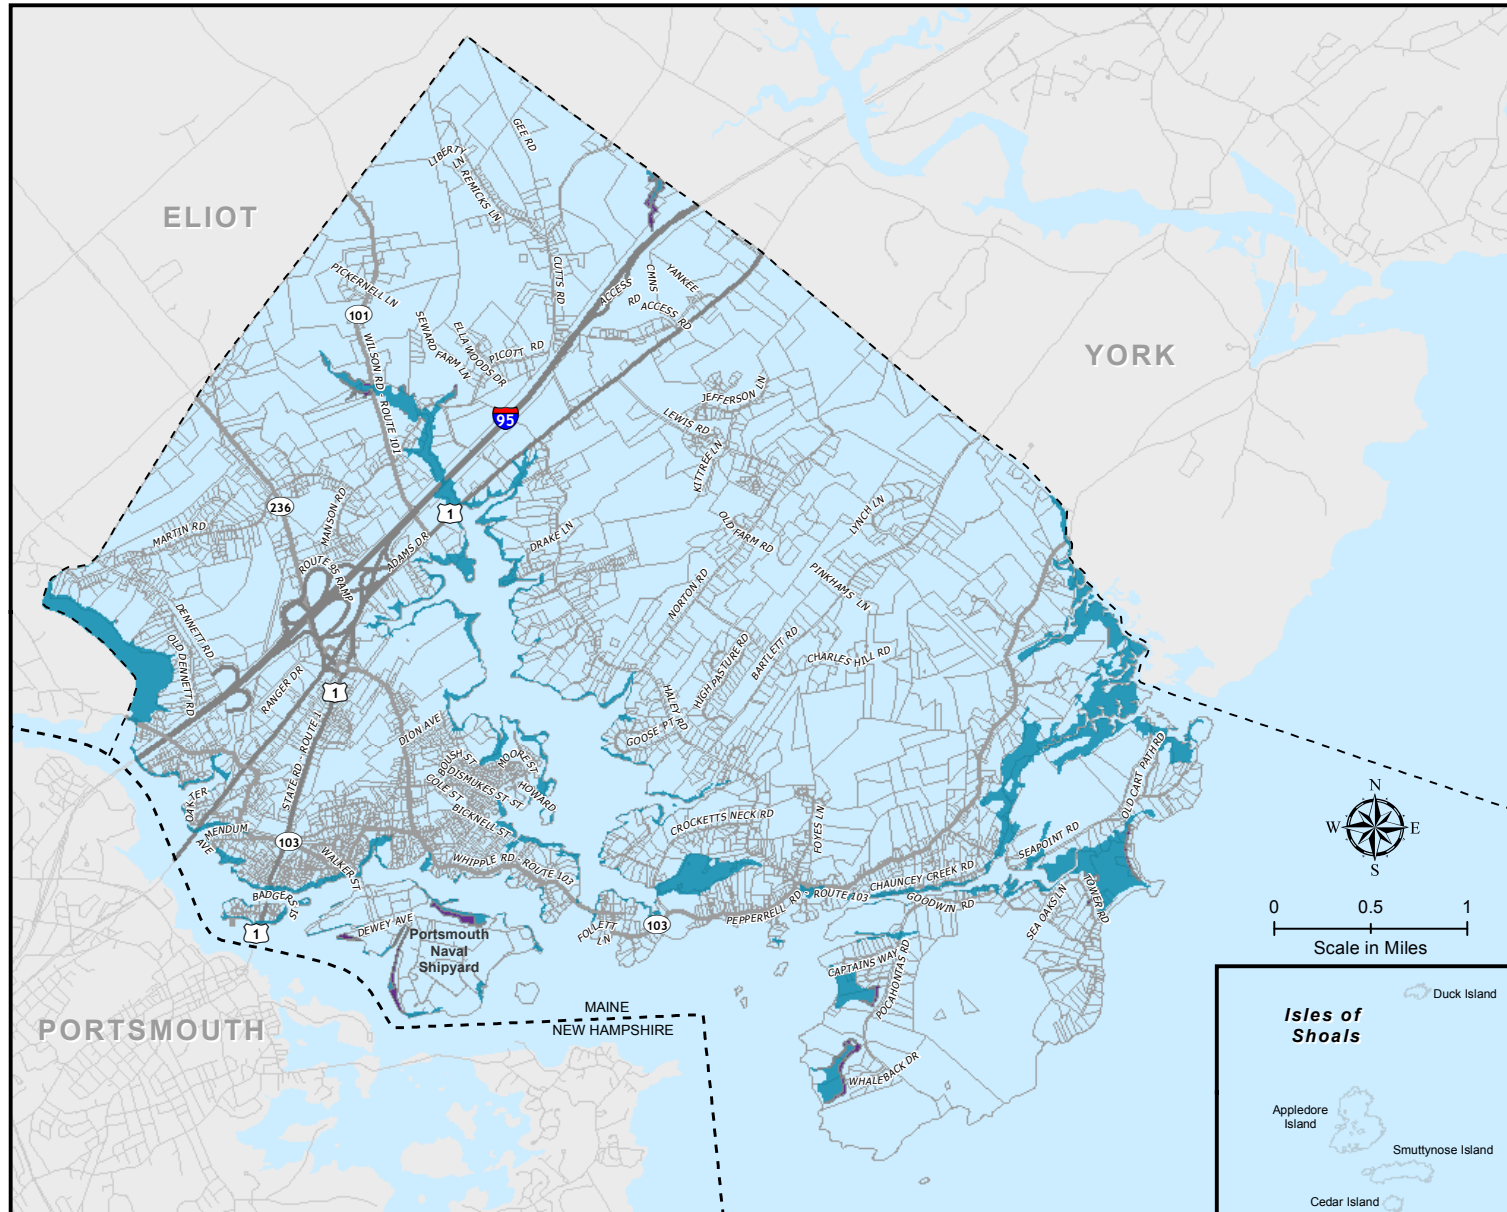 ELIOT
YORK
PORTSMOUTH
GEE RD
LIBERTY
LN
REMICKS LN
CUTTS RD
PICKERNELL LN
101
WILSON RD - ROUTE 101
SEWARD FARM LN
ELLA WOODS DR
PICOTT RD
ACCESS
RD
CMNS
YANKEE
ACCESS RD
95
JEFFERSON LN
LEWIS RD
KITTREE LN
236
MANSON RD
MARTIN RD
1
ADAMS DR
ROUTE 95 RAMP
DRAKE LN
OLD FARM RD
LYNCH LN
PINKHAMS LN
NORTON RD
DENNETT RD
OLD DENNETT RD
RANGER DR
1
STATE RD - ROUTE 1
HIGH PASTURE RD
BARTLETT RD
CHARLES HILL RD
HALEY RD
GOOSE PT
DION AVE
BOUSH ST
MOORE ST
DISMUKES ST
ST
COLE ST
HOWARD
BICKNELL ST
OAK
TER
MENDUM
AVE
103
WALKER ST
WHIPPLE RD - ROUTE 103
CROCKETTS NECK RD
FOYES LN
CHAUNCEY CREEK RD
SEAPOINT RD
OLD CART PATH RD
BADGERS
ST
1
DEWEY AVE
Portsmouth
Naval
Shipyard
FOLLETT
LN
103
PEPPERRELL RD - ROUTE 103
GOODWIN RD
SEA OAKS LN
TOWER RD
CAPTAINS WAY
POCAHONTAS RD
WHALEBACK DR
MAINE
NEW HAMPSHIRE
N
W
E
S
0
0.5
1
Scale in Miles
Isles of
Shoals
Duck Island
Appledore
Island
Smuttynose Island
Cedar Island